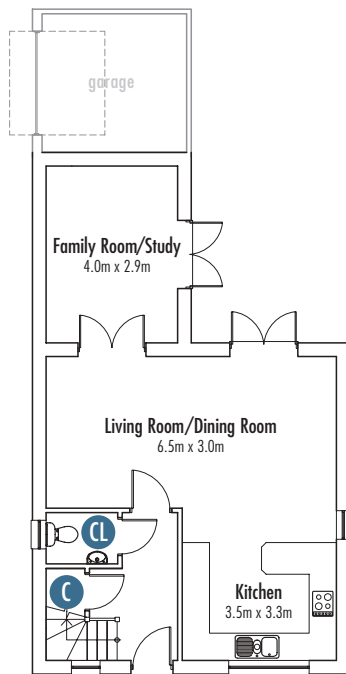 garage
Family Room/Study
4.0m x 2.9m
Living Room/Dining Room
6.5m x 3.0m
CL
C
Kitchen
3.5m x 3.3m